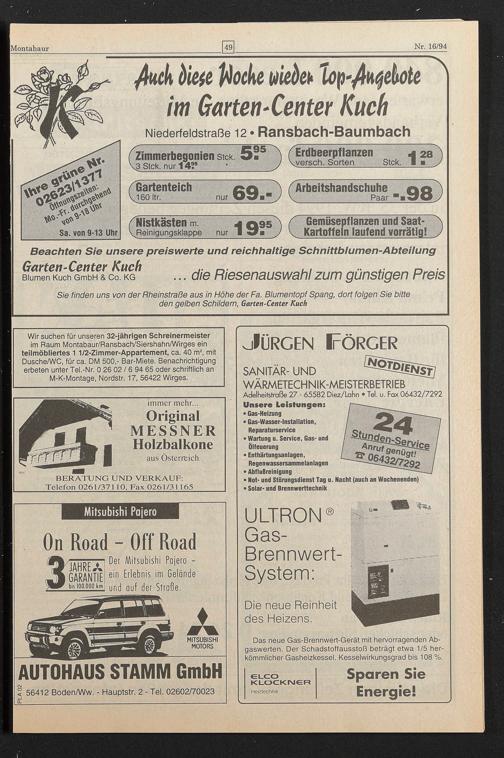 Montabaur
49
Nr. 16/94
Auch diese Woche wieder Top-Angebote
im Garten-Center Kuch
Niederfeldstraße 12 • Ransbach-Baumbach
Ihre grüne Nr.
02623/1377
Öffnungszeiten:
Mo.-Fr. durchgehend
von 9-18 Uhr
Sa. von 9-13 Uhr
Zimmerbegonien Stck. 5.95
3 Stck. nur
Erdbeerpflanzen
versch. Sorten Stck. 1.28
Gartenteich
160 ltr. nur 69.-
Arbeitshandschuhe
Paar -.98
Nistkästen m.
Reinigungsklappe nur 19.95
Gemüsepflanzen und Saat-
Kartoffeln laufend vorrätig!
Beachten Sie unsere preiswerte und reichhaltige Schnittblumen-Abteilung
Garten-Center Kuch
Blumen Kuch GmbH & Co. KG
... die Riesenauswahl zum günstigen Preis
Sie finden uns von der Rheinstraße aus in Höhe der Fa. Blumentopf Spang, dort folgen Sie bitte
den gelben Schildern, Garten-Center Kuch
Wir suchen für unseren 32-jährigen Schreinermeister
im Raum Montabaur/Ransbach/Siershahn/Wirges ein
teilmöbliertes 1 1/2-Zimmer-Appartement, ca. 40 m², mit
Dusche/WC, für ca. DM 500,- Bar-Miete. Benachrichtigung
erbeten unter Tel.-Nr. 0 26 02 / 6 94 65 oder schriftlich an
M-K-Montage, Nordstr. 17, 56422 Wirges.
immer mehr...
Original
MESSNER
Holzbalkone
aus Österreich
BERATUNG UND VERKAUF:
Telefon 0261/37110, Fax 0261/31165
Mitsubishi Pajero
On Road – Off Road
3 JAHRE
GARANTIE
bis 100.000 km
Der Mitsubishi Pajero –
ein Erlebnis im Gelände
und auf der Straße.
MITSUBISHI
MOTORS
AUTOHAUS STAMM GmbH
56412 Boden/Ww. - Hauptstr. 2 - Tel. 02602/70023
JÜRGEN FÖRGER
NOTDIENST
SANITÄR- UND
WÄRMETECHNIK-MEISTERBETRIEB
Adelheidstraße 27 · 65582 Diez/Lahn • Tel. u. Fax 06432/7292
Unsere Leistungen:
• Gas-Heizung
• Gas-Wasser-Installation,
Reparaturservice
• Wartung u. Service, Gas- und
Ölfeuerung
• Enthärtungsanlagen,
Regenwassersammelanlagen
• Abflußreinigung
• Not- und Störungsdienst Tag u. Nacht (auch an Wochenenden)
• Solar- und Brennwerttechnik
24
Stunden-Service
Anruf genügt!
☎ 06432/7292
ULTRON®
Gas-
Brennwert-
System:
Die neue Reinheit
des Heizens.
Das neue Gas-Brennwert-Gerät mit hervorragenden Ab-
gaswerten. Der Schadstoffausstoß beträgt etwa 1/5 her-
kömmlicher Gasheizkessel, Kesselwirkungsgrad bis 108 %.
ELCO
KLÖCKNER
Heiztechnik
Sparen Sie
Energie!